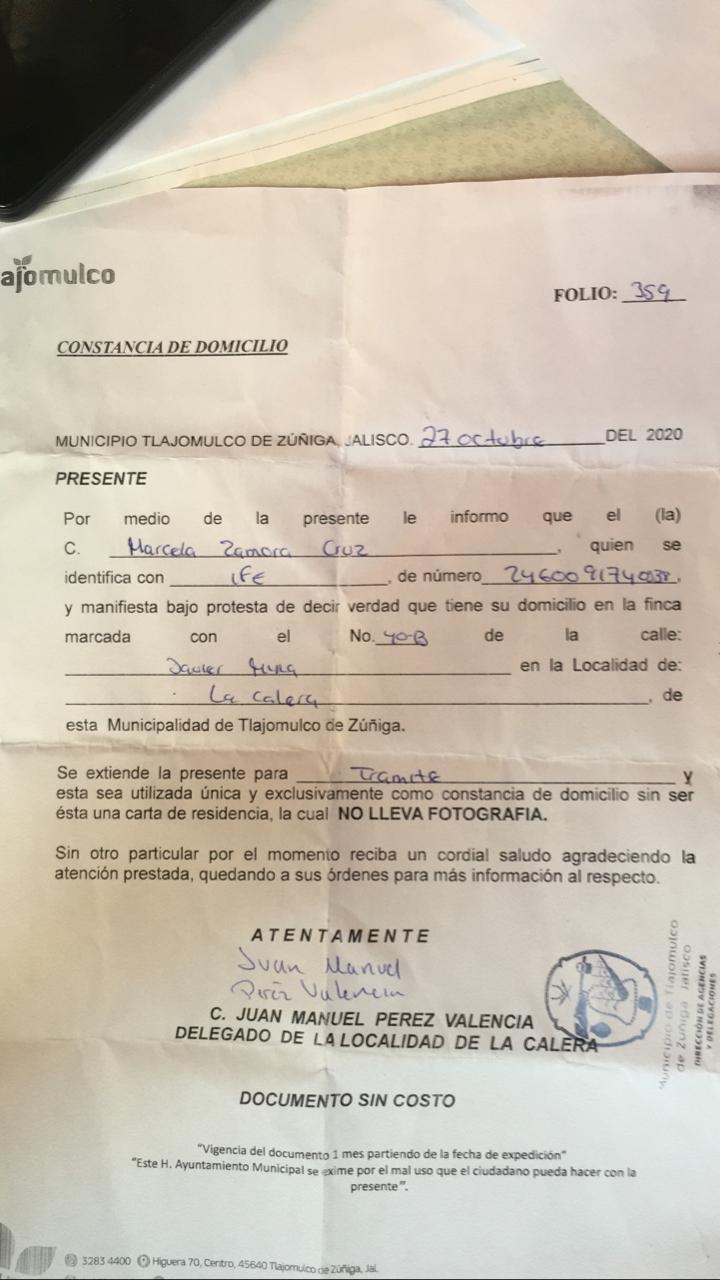 ajomulco
FOLIO: 359
CONSTANCIA DE DOMICILIO
MUNICIPIO TLAJOMULCO DE ZÚÑIGA, JALISCO. 27 octubre DEL 2020
PRESENTE
Por medio de la presente le informo que el (la)
C. Marcela Zamora Cruz, quien se
identifica con IFE, de número
y manifiesta bajo protesta de decir verdad que tiene su domicilio en la finca
marcada con el No. 40-B de la calle:
Javier en la Localidad de:
La Calera, de
esta Municipalidad de Tlajomulco de Zúñiga.
Se extiende la presente para Tramite y
esta sea utilizada única y exclusivamente como constancia de domicilio sin ser
ésta una carta de residencia, la cual NO LLEVA FOTOGRAFIA.
Sin otro particular por el momento reciba un cordial saludo agradeciendo la
atención prestada, quedando a sus órdenes para más información al respecto.
ATENTAMENTE
Juan Manuel
Peréz Valencia
C. JUAN MANUEL PEREZ VALENCIA
DELEGADO DE LA LOCALIDAD DE LA CALERA
Municipio de Tlajomulco
de Zuñiga Jalisco
DIRECCIÓN DE AGENCIAS
Y DELEGACIONES
DOCUMENTO SIN COSTO
"Vigencia del documento 1 mes partiendo de la fecha de expedición"
"Este H. Ayuntamiento Municipal se exime por el mal uso que el ciudadano pueda hacer con la
presente".
3283 4400 Higuera 70, Centro, 45640 Tlajomulco de Zúñiga, Jal.